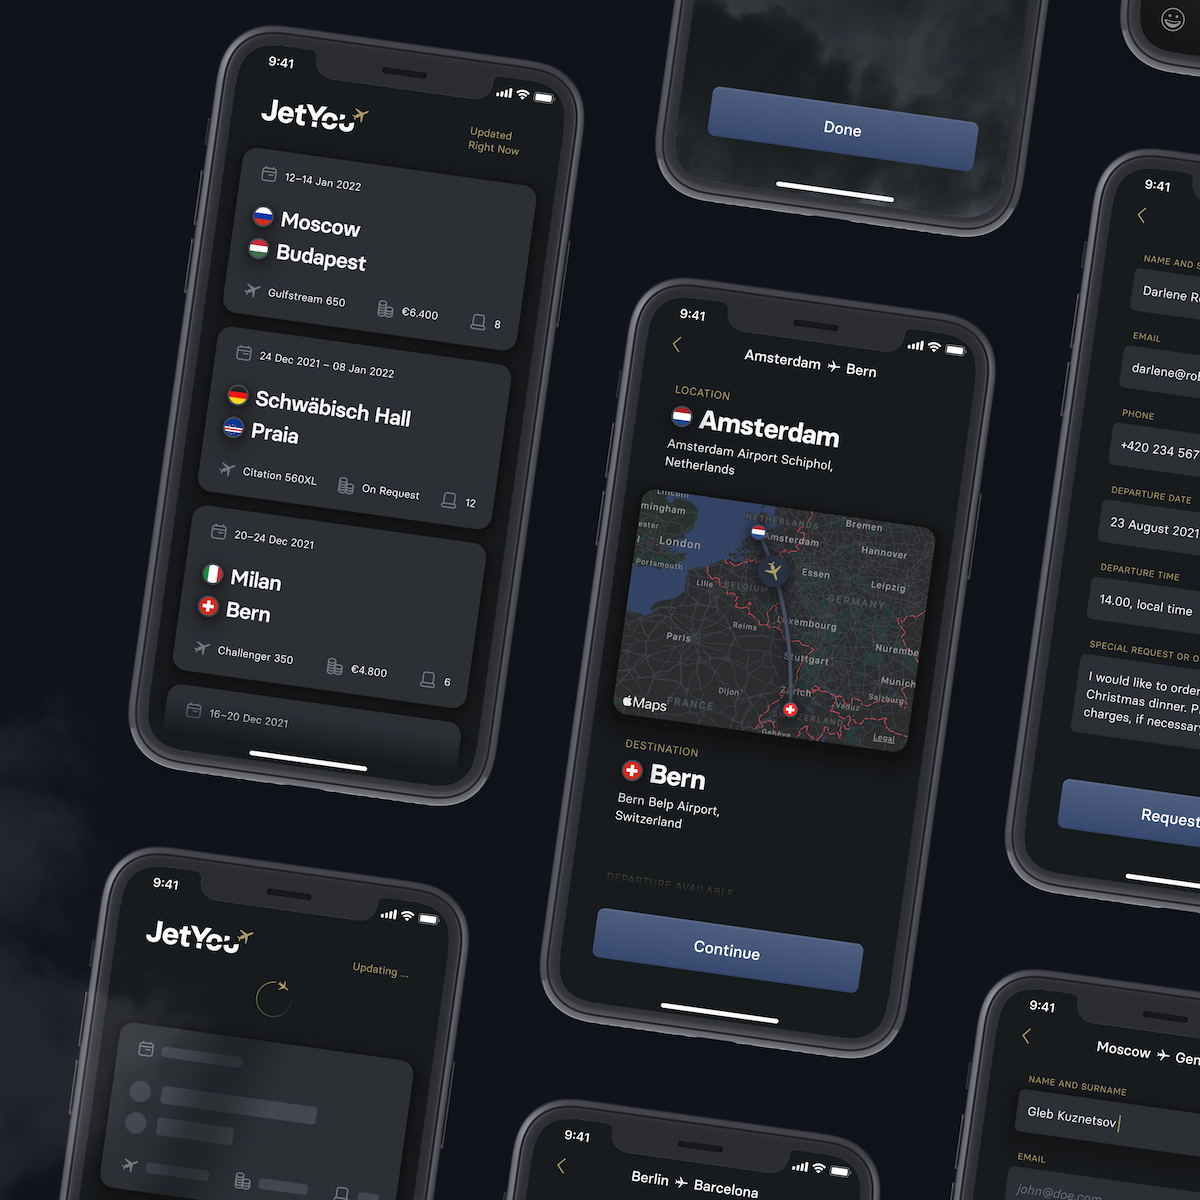 9:41
JetYou
Updated
Right Now
12–14 Jan 2022
Moscow
Budapest
Gulfstream 650
€6.400
8
24 Dec 2021 – 08 Jan 2022
Schwäbisch Hall
Praia
Citation 560XL
On Request
12
20–24 Dec 2021
Milan
Bern
Challenger 350
€4.800
6
16–20 Dec 2021
Done
9:41
Amsterdam
Bern
LOCATION
Amsterdam
Amsterdam Airport Schiphol,
Netherlands
Lincoln
mingham
ester
London
Portsmouth
NETHERLANDS
Amsterdam
Bremen
Hannover
Essen
Leipzig
Lille
BELGIUM
GERMANY
Reims
Luxembourg
Paris
Stuttgart
Nurembe
Munich
Dijon
Zürich
Salzburg
Vaduz
FRANCE
ZERLAND
Genève
Maps
Legal
DESTINATION
Bern
Bern Belp Airport,
Switzerland
DEPARTURE AVAILABLE
Continue
9:41
NAME AND S
Darlene Ro
EMAIL
darlene@rob
PHONE
+420 234 567
DEPARTURE DATE
23 August 2021
DEPARTURE TIME
14.00, local time
SPECIAL REQUEST OR O
I would like to order
Christmas dinner. P
charges, if necessary
Request
9:41
JetYou
Updating ...
9:41
Berlin
Barcelona
9:41
Moscow
Gen
NAME AND SURNAME
Gleb Kuznetsov
EMAIL
john@doe.com